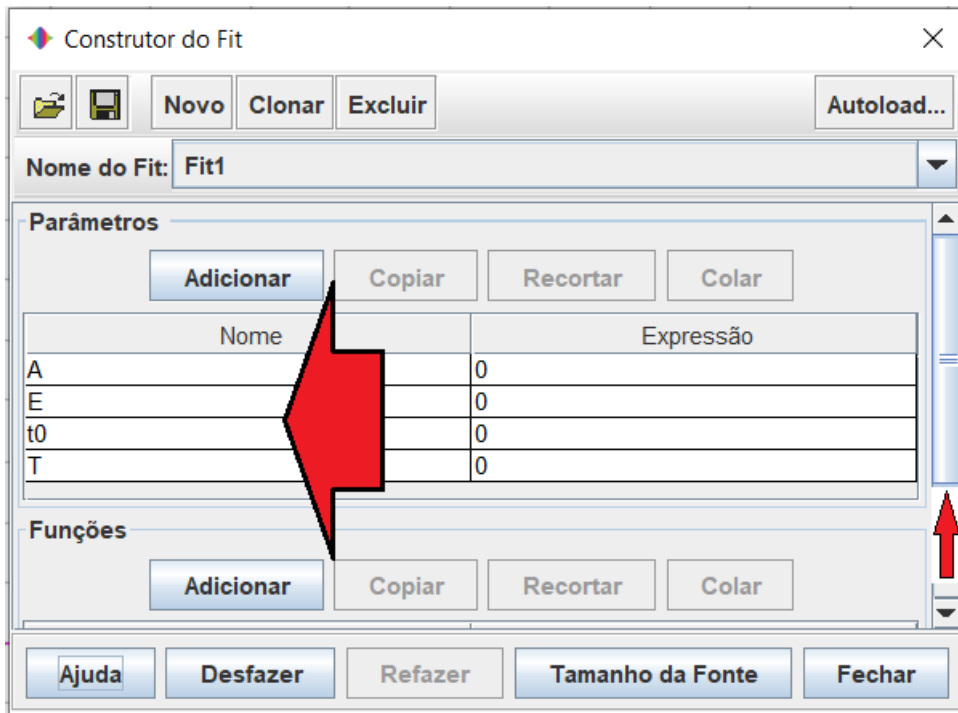 Construtor do Fit
Novo Clonar Excluir Autoload...
Nome do Fit: Fit1
Parâmetros
Adicionar Copiar Recortar Colar
Nome Expressão
A 0
E 0
t0 0
T 0
Funções
Adicionar Copiar Recortar Colar
Ajuda Desfazer Refazer Tamanho da Fonte Fechar